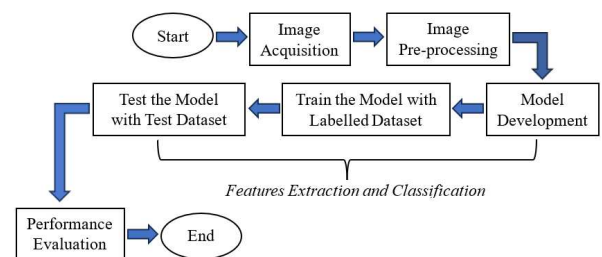 Start
Image
Acquisition
Image
Pre-processing
Model
Development
Train the Model with
Labelled Dataset
Test the Model
with Test Dataset
Features Extraction and Classification
Performance
Evaluation
End